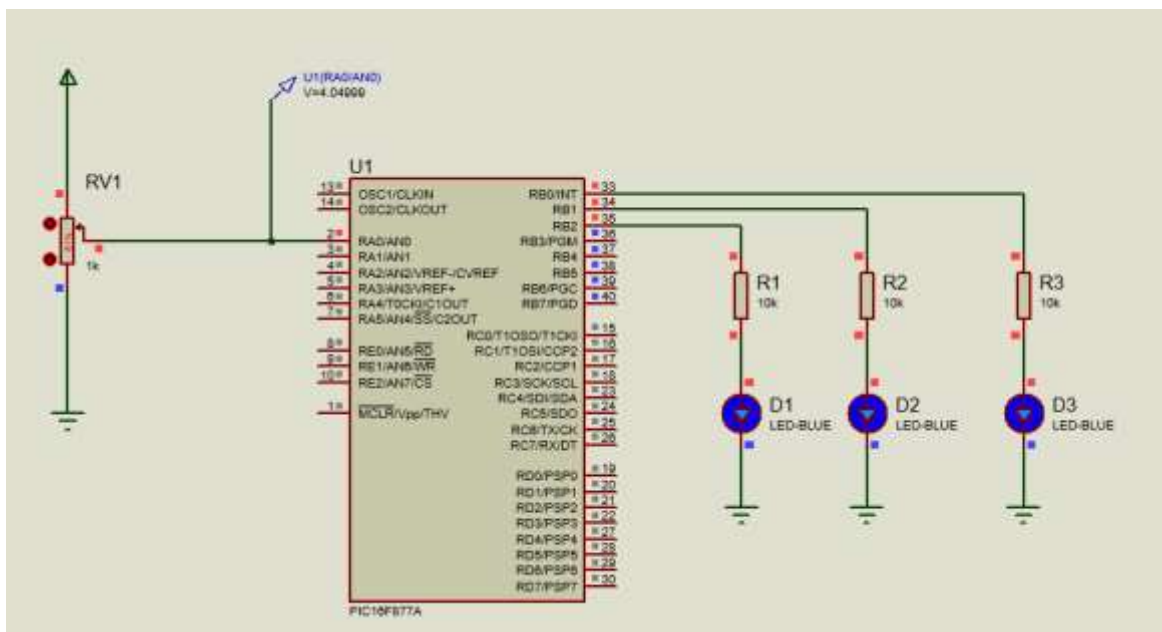 U1(RA0/AN0)
V=4.04999
RV1
1k
U1
13
OSC1/CLKIN
14
OSC2/CLKOUT
2
RA0/AN0
3
RA1/AN1
4
RA2/AN2/VREF-/CVREF
5
RA3/AN3/VREF+
6
RA4/T0CKI/C1OUT
7
RA5/AN4/SS/C2OUT
8
RE0/AN5/RD
9
RE1/AN6/WR
10
RE2/AN7/CS
1
MCLR/Vpp/THV
RB0/INT
33
RB1
34
RB2
35
RB3/PGM
36
RB4
37
RB5
38
RB6/PGC
39
RB7/PGD
40
RC0/T1OSO/T1CKI
15
RC1/T1OSI/CCP2
16
RC2/CCP1
17
RC3/SCK/SCL
18
RC4/SDI/SDA
23
RC5/SDO
24
RC6/TX/CK
25
RC7/RX/DT
26
RD0/PSP0
19
RD1/PSP1
20
RD2/PSP2
21
RD3/PSP3
22
RD4/PSP4
27
RD5/PSP5
28
RD6/PSP6
29
RD7/PSP7
30
PIC16F877A
R1
10k
R2
10k
R3
10k
D1
LED-BLUE
D2
LED-BLUE
D3
LED-BLUE